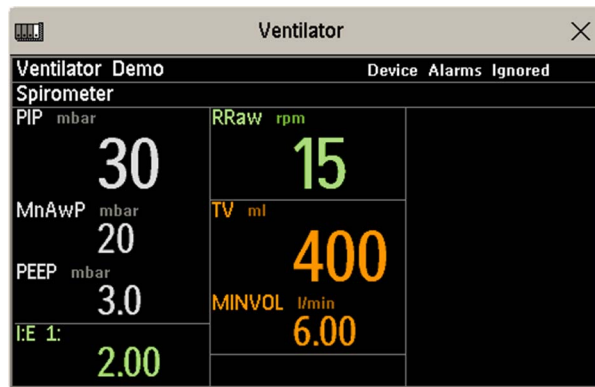 Ventilator
Ventilator Demo Device Alarms Ignored
Spirometer
PIP mbar
30
MnAwP mbar
20
PEEP mbar
3.0
I:E 1:
2.00
RRaw rpm
15
TV ml
400
MINVOL l/min
6.00